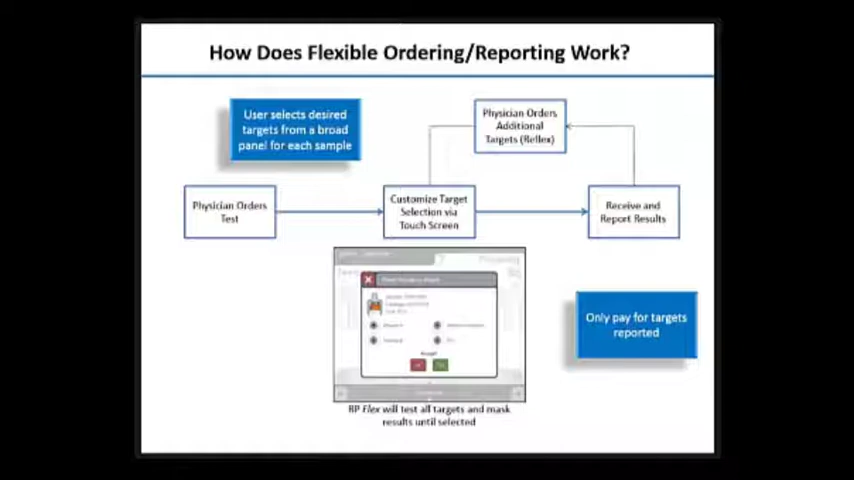 How Does Flexible Ordering/Reporting Work?
User selects desired
targets from a broad
panel for each sample
Physician Orders
Additional
Targets (Reflex)
Physician Orders
Test
Customize Target
Selection via
Touch Screen
Receive and
Report Results
Only pay for targets
reported
RP Flex will test all targets and mask
results until selected